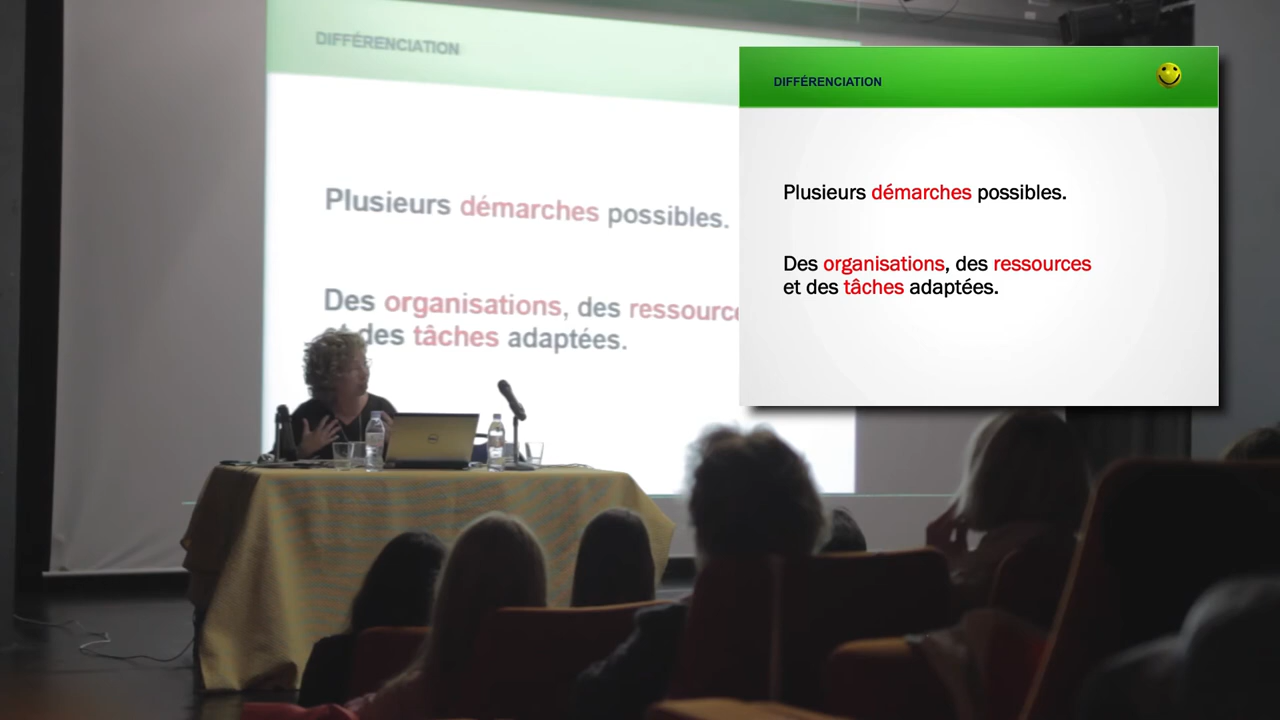 DIFFÉRENCIATION
Plusieurs démarches possibles.
Des organisations, des ressource
et des tâches adaptées.
DIFFÉRENCIATION
Plusieurs démarches possibles.
Des organisations, des ressources
et des tâches adaptées.